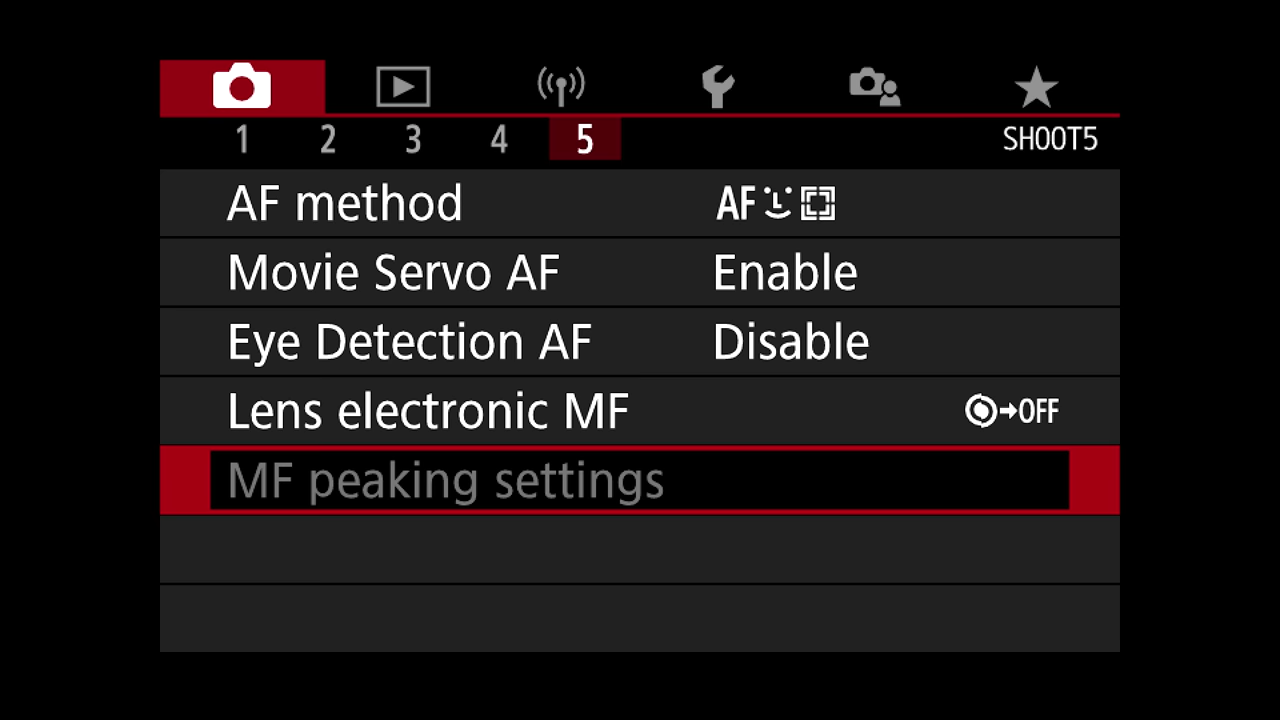 1 2 3 4 5 SHOOT5
AF method AF
Movie Servo AF Enable
Eye Detection AF Disable
Lens electronic MF →OFF
MF peaking settings